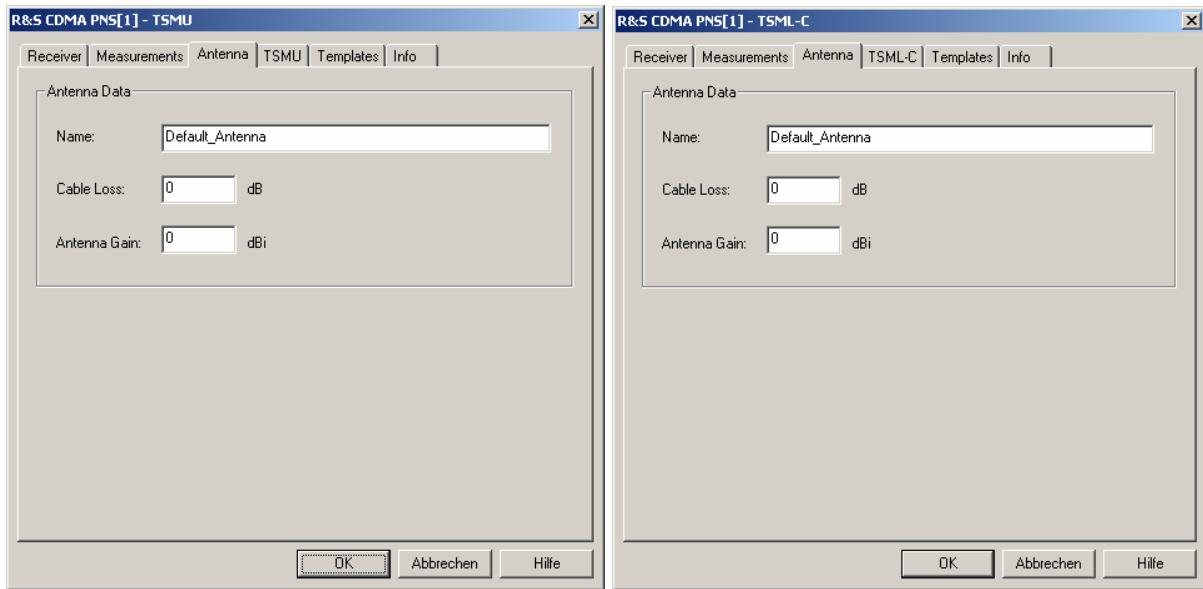 R&S CDMA PNS[1] - TSMU
Receiver Measurements Antenna TSMU Templates Info
Antenna Data
Name: Default_Antenna
Cable Loss: 0 dB
Antenna Gain: 0 dBi
OK Abbrechen Hilfe
R&S CDMA PNS[1] - TSML-C
Receiver Measurements Antenna TSML-C Templates Info
Antenna Data
Name: Default_Antenna
Cable Loss: 0 dB
Antenna Gain: 0 dBi
OK Abbrechen Hilfe